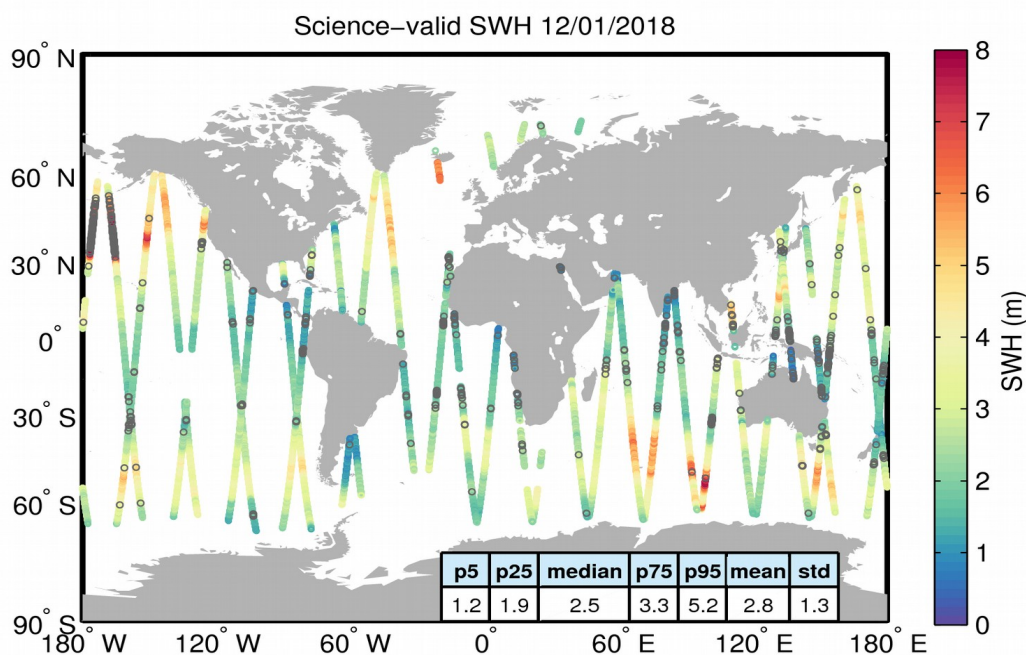 Science−valid SWH 12/01/2018
90° N
60° N
30° N
0°
30° S
60° S
90° S
180° W
120° W
60° W
0°
60° E
120° E
180° E
p5 p25 median p75 p95 mean std
1.2 1.9 2.5 3.3 5.2 2.8 1.3
8
7
6
5
4
3
2
1
0
SWH (m)